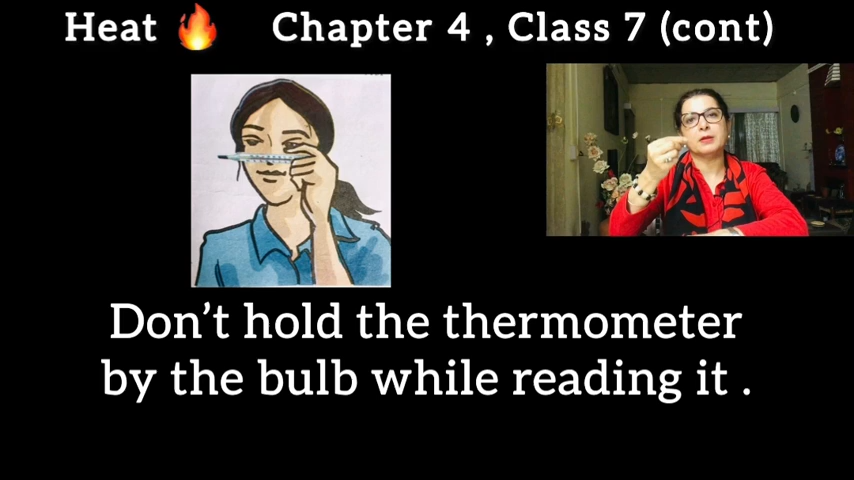 Heat 🔥 Chapter 4 , Class 7 (cont)
Don't hold the thermometer
by the bulb while reading it .